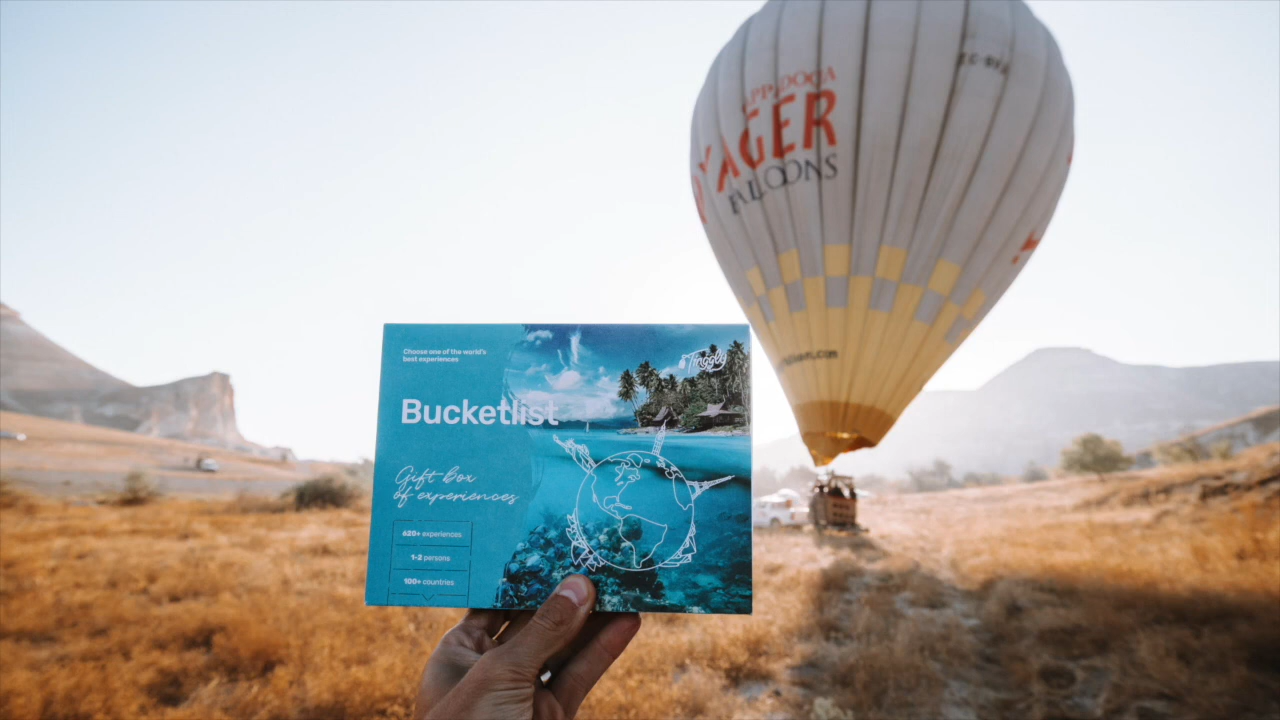 VOYAGER
BALLOONS
Choose one of the world's
best experiences
Tinggly
Bucketlist
Gift box
of experiences
620+ experiences
1-2 persons
100+ countries